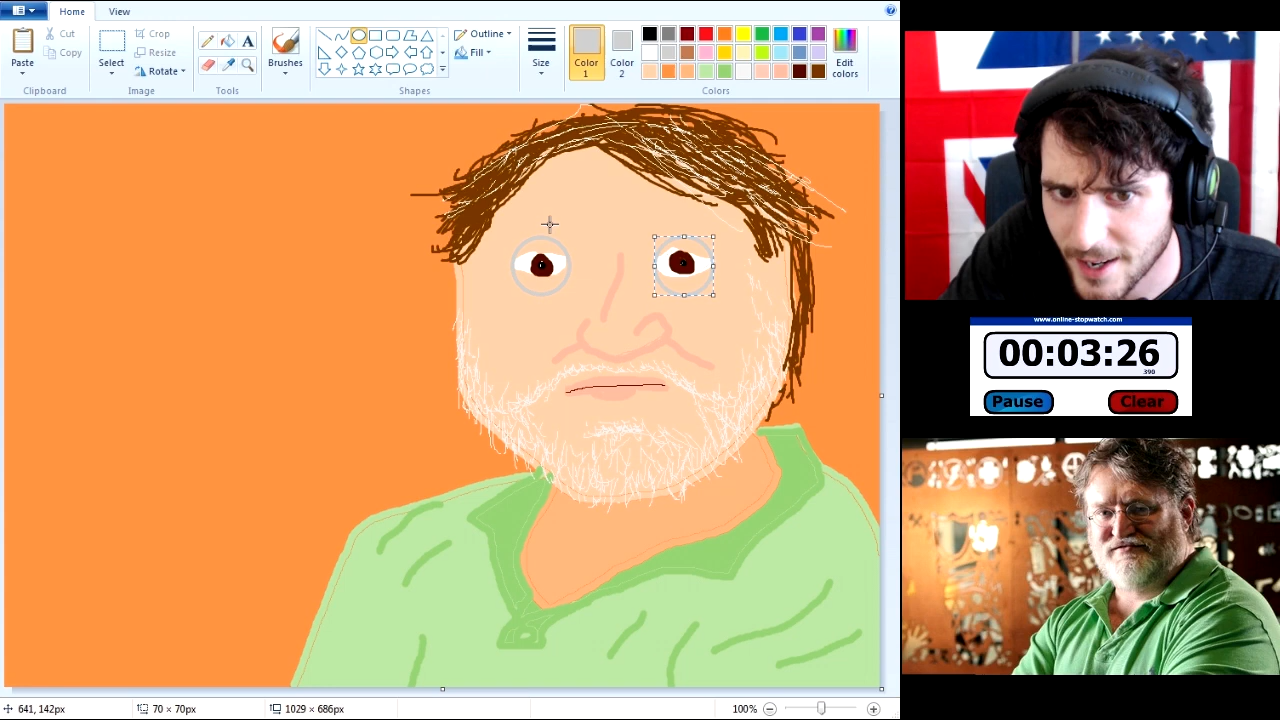 Home View
Cut
Copy
Paste
Clipboard
Select
Crop
Resize
Rotate
Image
A
Tools
Brushes
Outline
Fill
Shapes
Size
Color 1
Color 2
Edit colors
Colors
www.online-stopwatch.com
00:03:26
390
Pause Clear
641, 142px
70 × 70px
1029 × 686px
100%